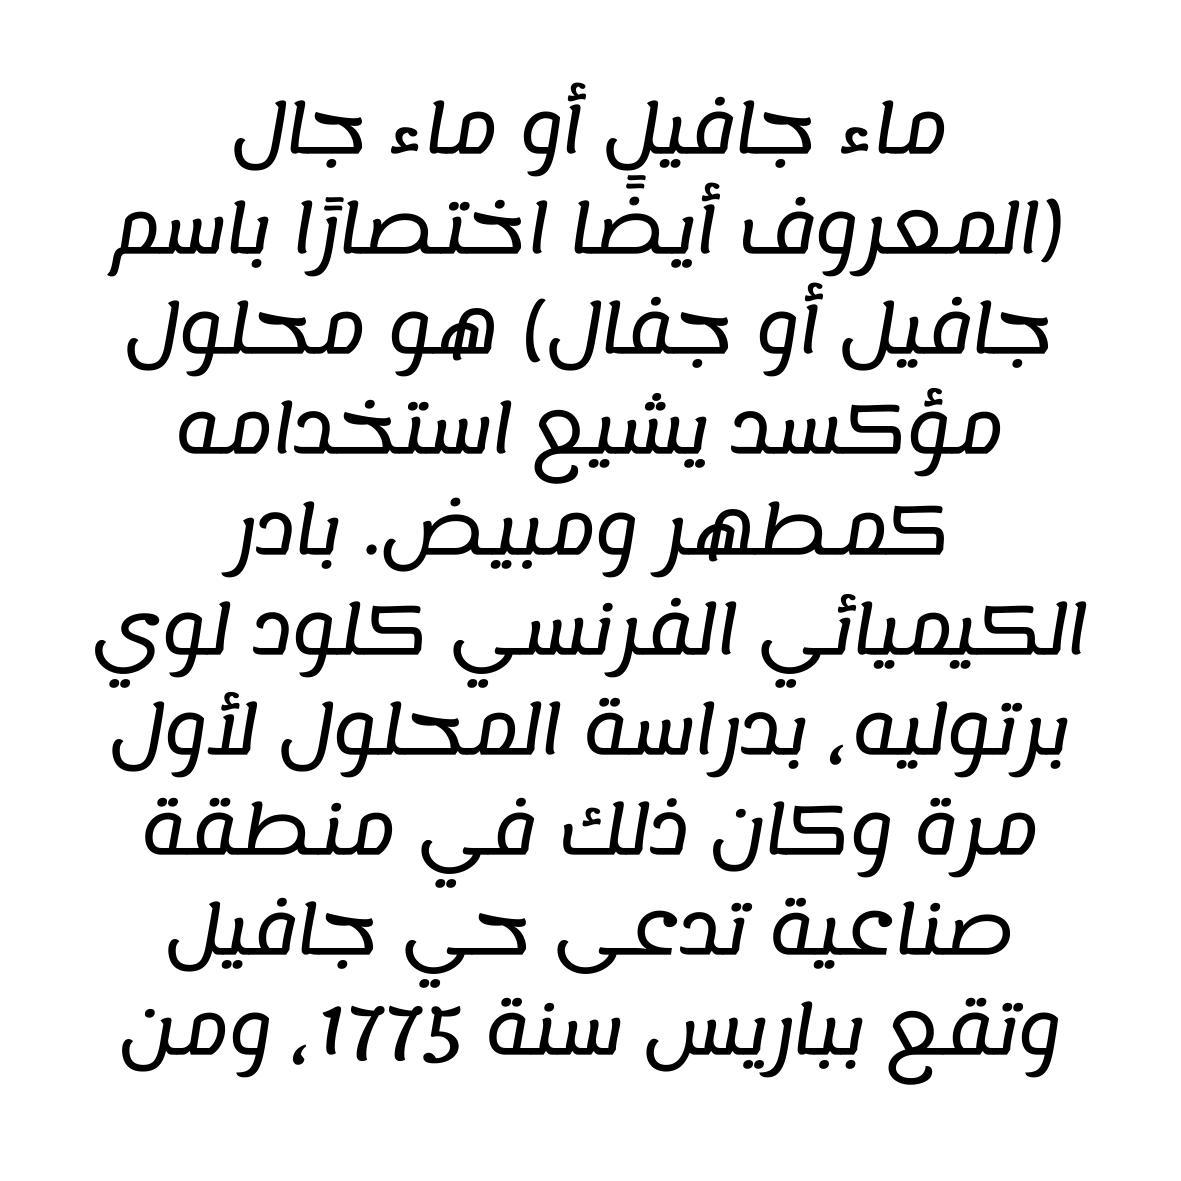 ماء جافيل أو ماء جال
(المعروف أيضًا اختصارًا باسم
جافيل أو جفال) هو محلول
مؤكسد يشيع استخدامه
كمطهر ومبيض. بادر
الكيميائي الفرنسي كلود لوي
برتوليه، بدراسة المحلول لأول
مرة وكان ذلك في منطقة
صناعية تدعى حي جافيل
وتقع بباريس سنة 1775، ومن